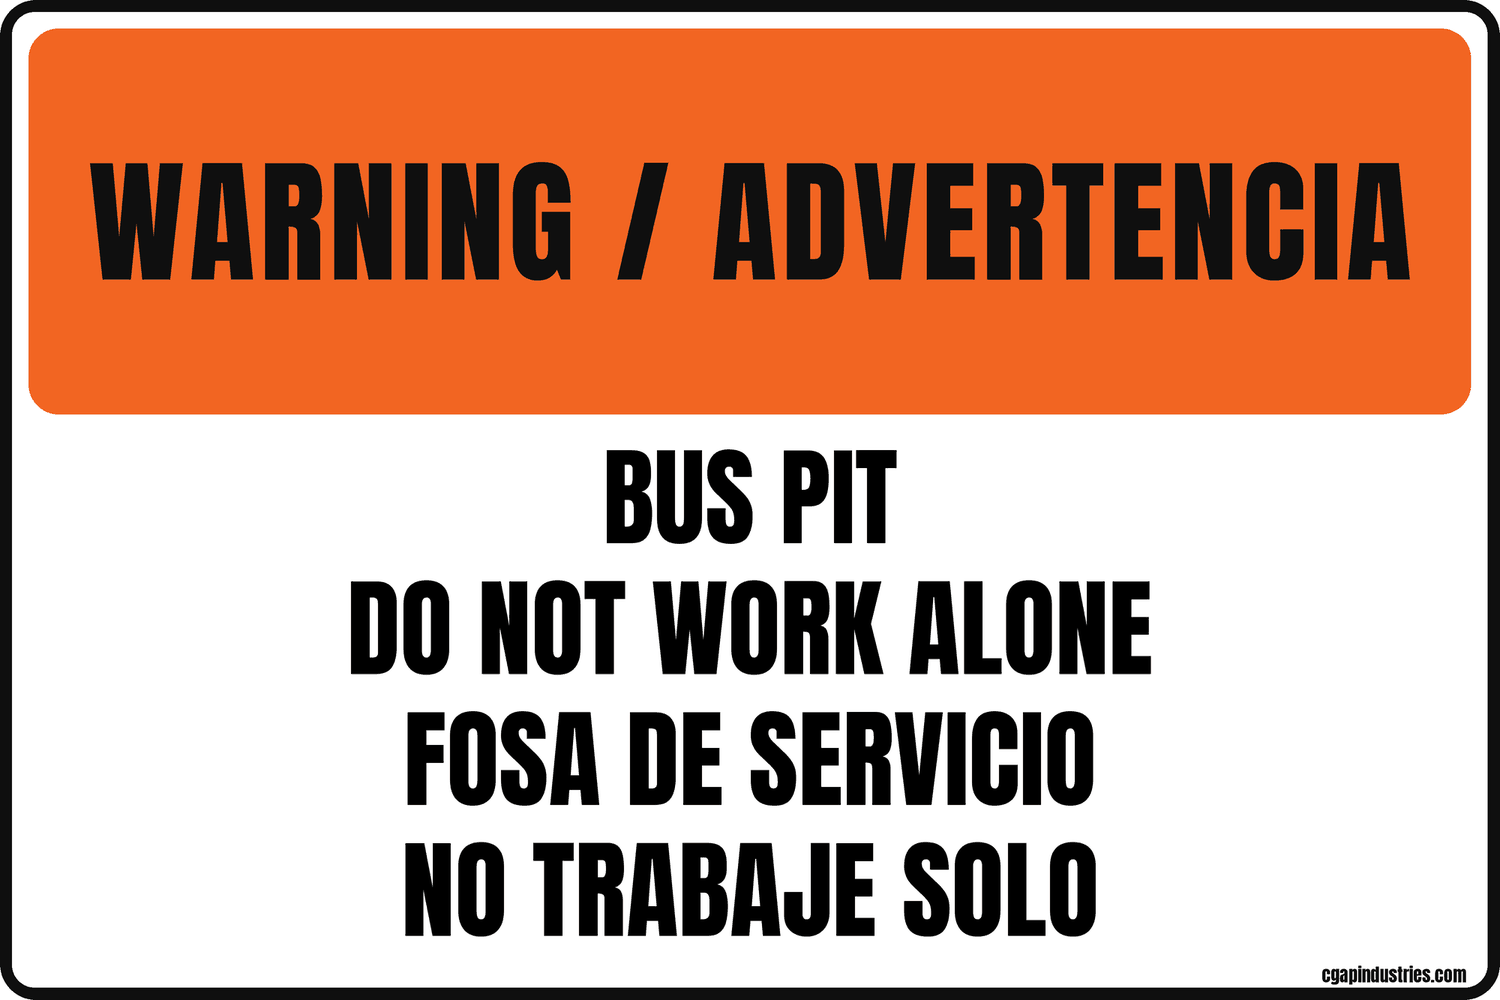 WARNING / ADVERTENCIA
BUS PIT
DO NOT WORK ALONE
FOSA DE SERVICIO
NO TRABAJE SOLO
cgapindustries.com